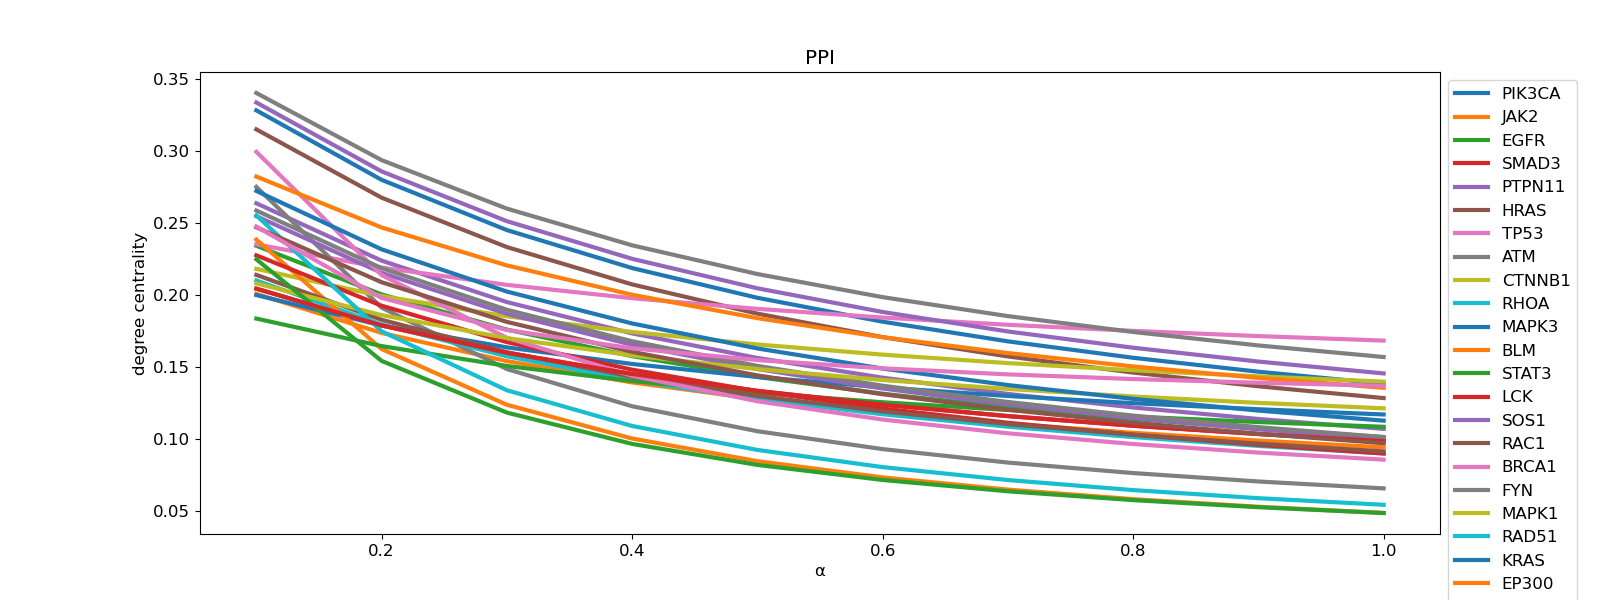 PPI
0.35
0.30
0.25
0.20
0.15
0.10
0.05
degree centrality
0.2
0.4
0.6
0.8
1.0
α
PIK3CA
JAK2
EGFR
SMAD3
PTPN11
HRAS
TP53
ATM
CTNNB1
RHOA
MAPK3
BLM
STAT3
LCK
SOS1
RAC1
BRCA1
FYN
MAPK1
RAD51
KRAS
EP300